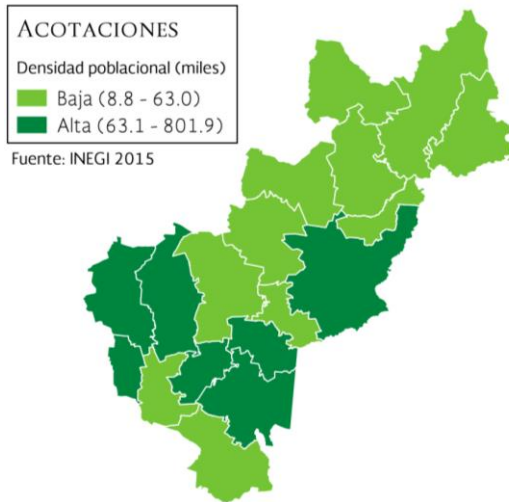 ACOTACIONES
Densidad poblacional (miles)
Baja (8.8 - 63.0)
Alta (63.1 - 801.9)
Fuente: INEGI 2015